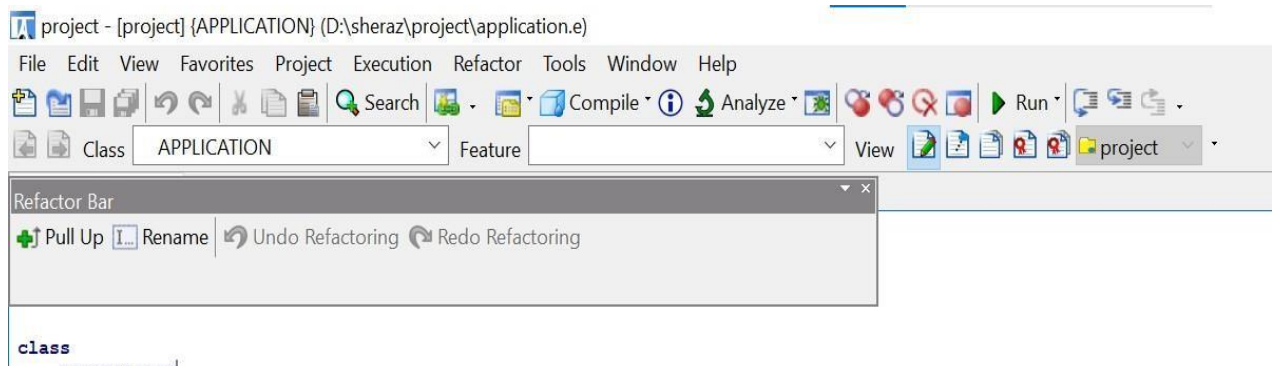 project - [project] {APPLICATION} (D:\sheraz\project\application.e)
File Edit View Favorites Project Execution Refactor Tools Window Help
Search Compile Analyze Run
Class APPLICATION Feature View project
Refactor Bar
Pull Up I... Rename Undo Refactoring Redo Refactoring
class